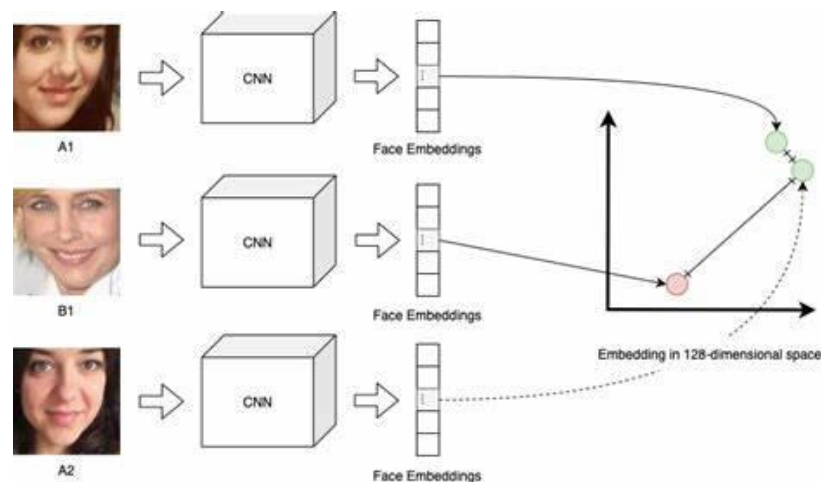 CNN
A1
Face Embeddings
CNN
B1
Face Embeddings
Embedding in 128-dimensional space
CNN
A2
Face Embeddings